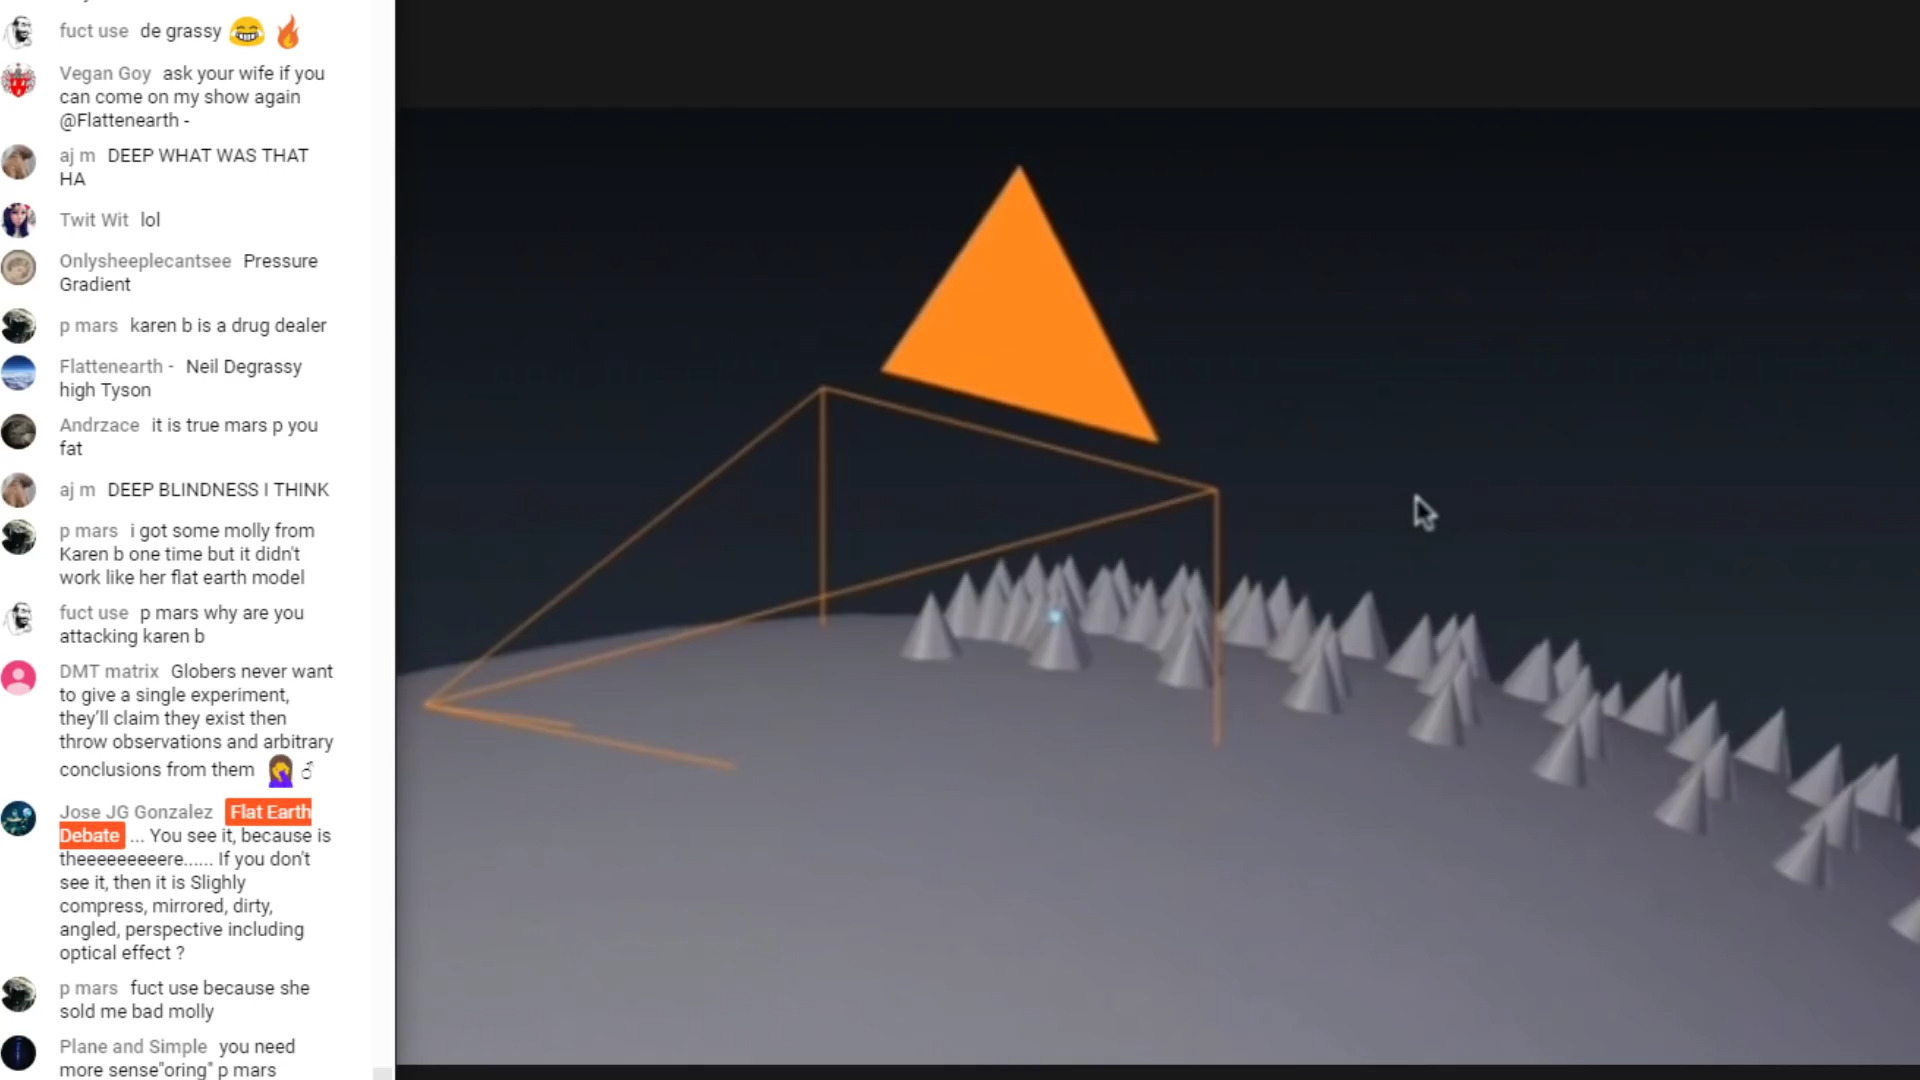 fuct use de grassy 😂 🔥
Vegan Goy ask your wife if you
can come on my show again
@Flattenearth -
aj m DEEP WHAT WAS THAT
HA
Twit Wit lol
Onlysheeplecantsee Pressure
Gradient
p mars karen b is a drug dealer
Flattenearth - Neil Degrassy
high Tyson
Andrzace it is true mars p you
fat
aj m DEEP BLINDNESS I THINK
p mars i got some molly from
Karen b one time but it didn't
work like her flat earth model
fuct use p mars why are you
attacking karen b
DMT matrix Globers never want
to give a single experiment,
they'll claim they exist then
throw observations and arbitrary
conclusions from them 🤦 ♂
Jose JG Gonzalez Flat Earth
Debate ... You see it, because is
theeeeeeeeere...... If you don't
see it, then it is Slighly
compress, mirrored, dirty,
angled, perspective including
optical effect ?
p mars fuct use because she
sold me bad molly
Plane and Simple you need
more sense"oring" p mars